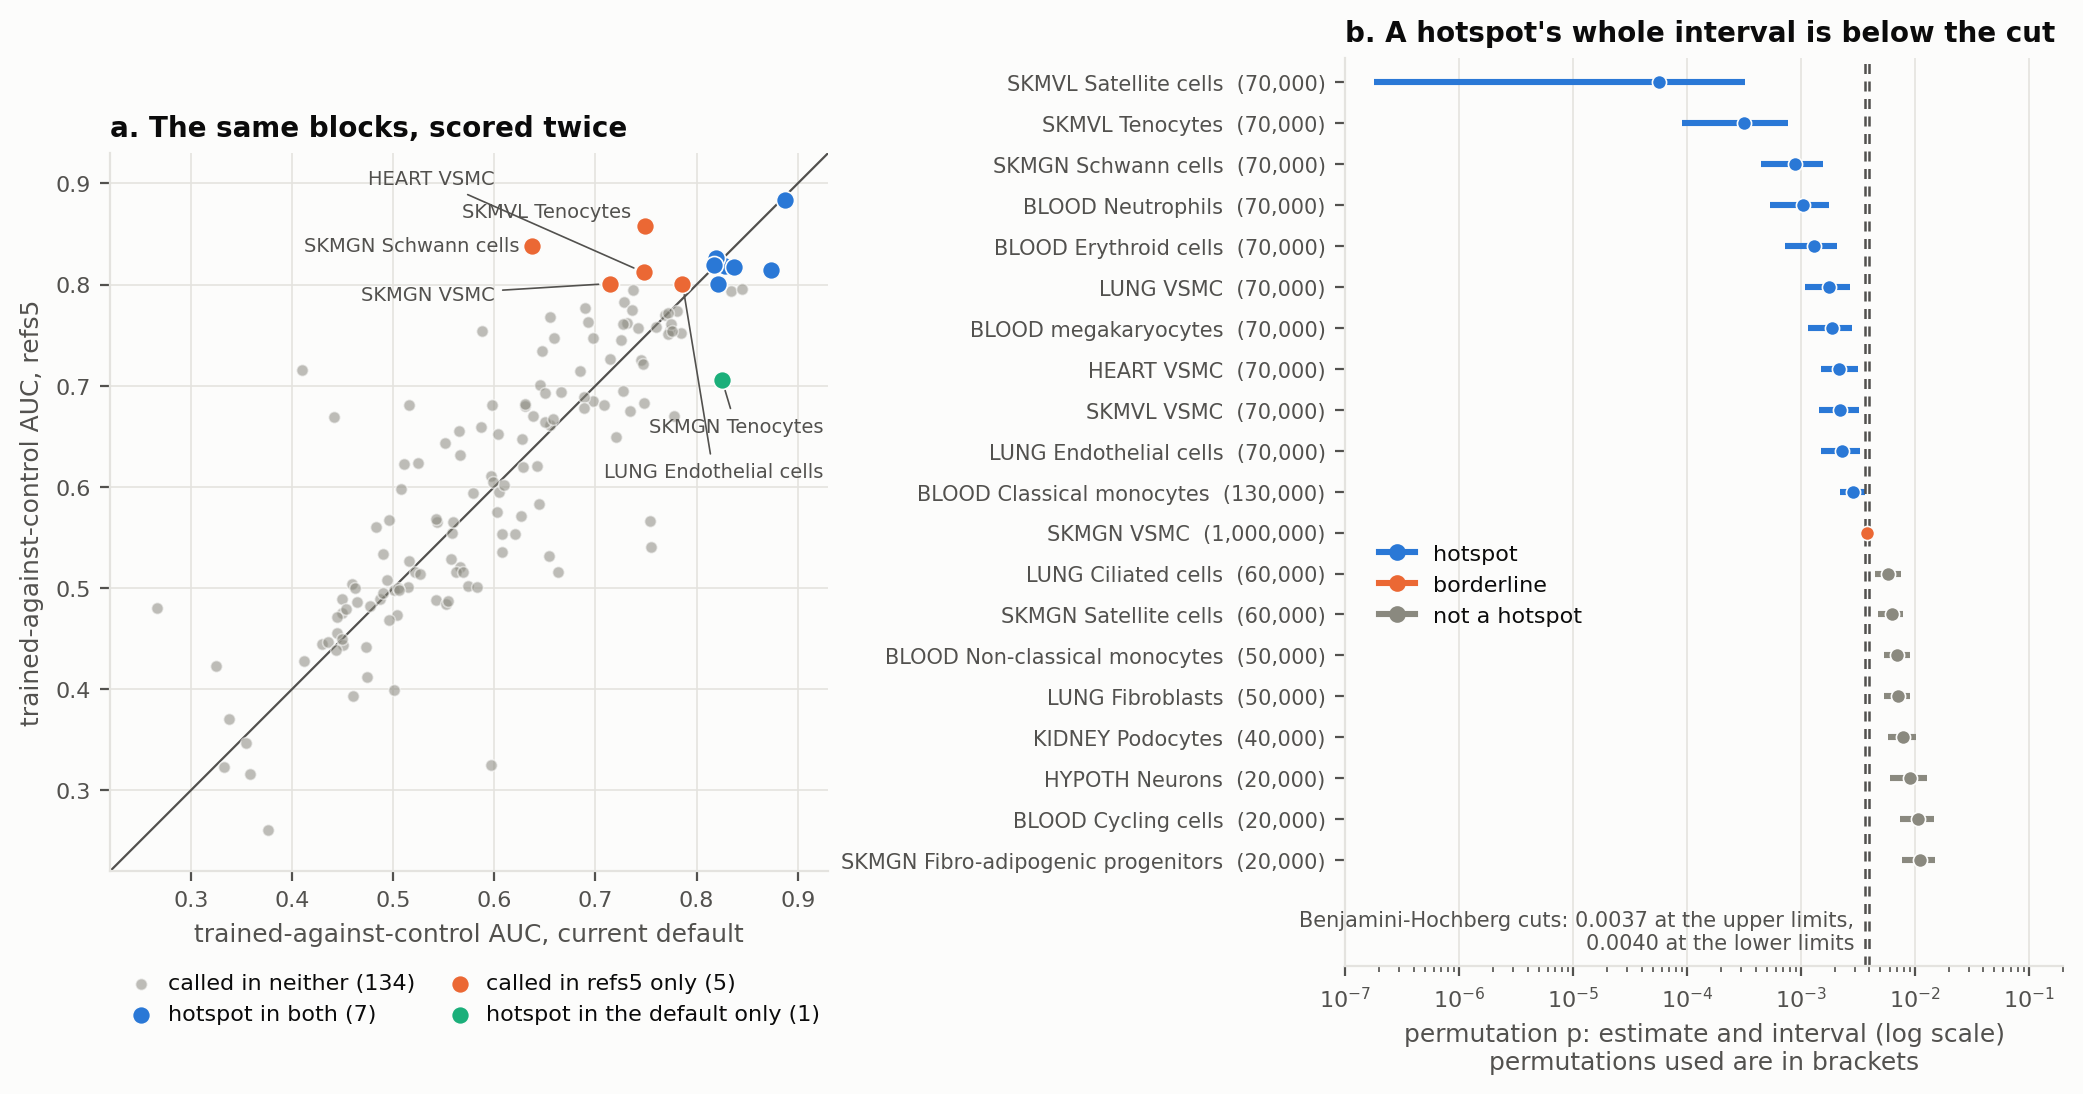 a. The same blocks, scored twice
trained-against-control AUC, refs5
0.9
0.8
0.7
0.6
0.5
0.4
0.3
HEART VSMC
SKMVL Tenocytes
SKMGN Schwann cells
SKMGN VSMC
SKMGN Tenocytes
LUNG Endothelial cells
0.3
0.4
0.5
0.6
0.7
0.8
0.9
trained-against-control AUC, current default
called in neither (134)
hotspot in both (7)
called in refs5 only (5)
hotspot in the default only (1)
b. A hotspot's whole interval is below the cut
SKMVL Satellite cells (70,000)
SKMVL Tenocytes (70,000)
SKMGN Schwann cells (70,000)
BLOOD Neutrophils (70,000)
BLOOD Erythroid cells (70,000)
LUNG VSMC (70,000)
BLOOD megakaryocytes (70,000)
HEART VSMC (70,000)
SKMVL VSMC (70,000)
LUNG Endothelial cells (70,000)
BLOOD Classical monocytes (130,000)
SKMGN VSMC (1,000,000)
LUNG Ciliated cells (60,000)
SKMGN Satellite cells (60,000)
BLOOD Non-classical monocytes (50,000)
LUNG Fibroblasts (50,000)
KIDNEY Podocytes (40,000)
HYPOTH Neurons (20,000)
BLOOD Cycling cells (20,000)
SKMGN Fibro-adipogenic progenitors (20,000)
hotspot
borderline
not a hotspot
Benjamini-Hochberg cuts: 0.0037 at the upper limits,
0.0040 at the lower limits
10⁻⁷
10⁻⁶
10⁻⁵
10⁻⁴
10⁻³
10⁻²
10⁻¹
permutation p: estimate and interval (log scale)
permutations used are in brackets